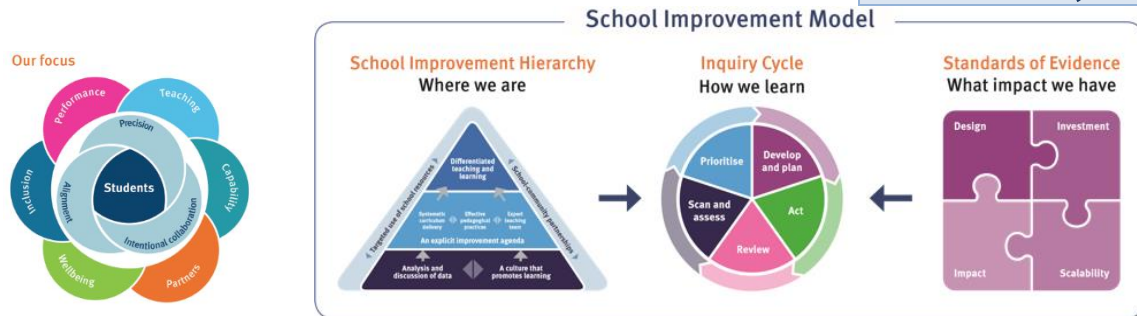 School Improvement Model
Our focus
Performance
Teaching
Precision
Inclusion
Alignment
Students
Capability
Intentional collaboration
Wellbeing
Partners
School Improvement Hierarchy
Where we are
Targeted use of school resources
School-community partnerships
Differentiated
teaching and
learning
Systematic
curriculum
delivery
Effective
pedagogical
practices
Expert
teaching
team
An explicit improvement agenda
Analysis and
discussion of data
A culture that
promotes learning
Inquiry Cycle
How we learn
Prioritise
Develop
and plan
Scan and
assess
Act
Review
Standards of Evidence
What impact we have
Design
Investment
Impact
Scalability